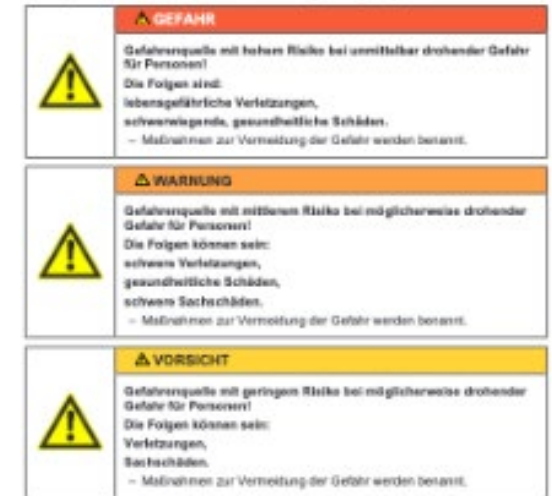 GEFAHR
Gefahrenquelle mit hohem Risiko bei unmittelbar drohender Gefahr
für Personen!
Die Folgen sind:
lebensgefährliche Verletzungen,
schwerwiegende, gesundheitliche Schäden.
– Maßnahmen zur Vermeidung der Gefahr werden benannt.
WARNUNG
Gefahrenquelle mit mittlerem Risiko bei möglicherweise drohender
Gefahr für Personen!
Die Folgen können sein:
schwere Verletzungen,
gesundheitliche Schäden,
schwere Sachschäden.
– Maßnahmen zur Vermeidung der Gefahr werden benannt.
VORSICHT
Gefahrenquelle mit geringem Risiko bei möglicherweise drohender
Gefahr für Personen!
Die Folgen können sein:
Verletzungen,
Sachschäden.
– Maßnahmen zur Vermeidung der Gefahr werden benannt.